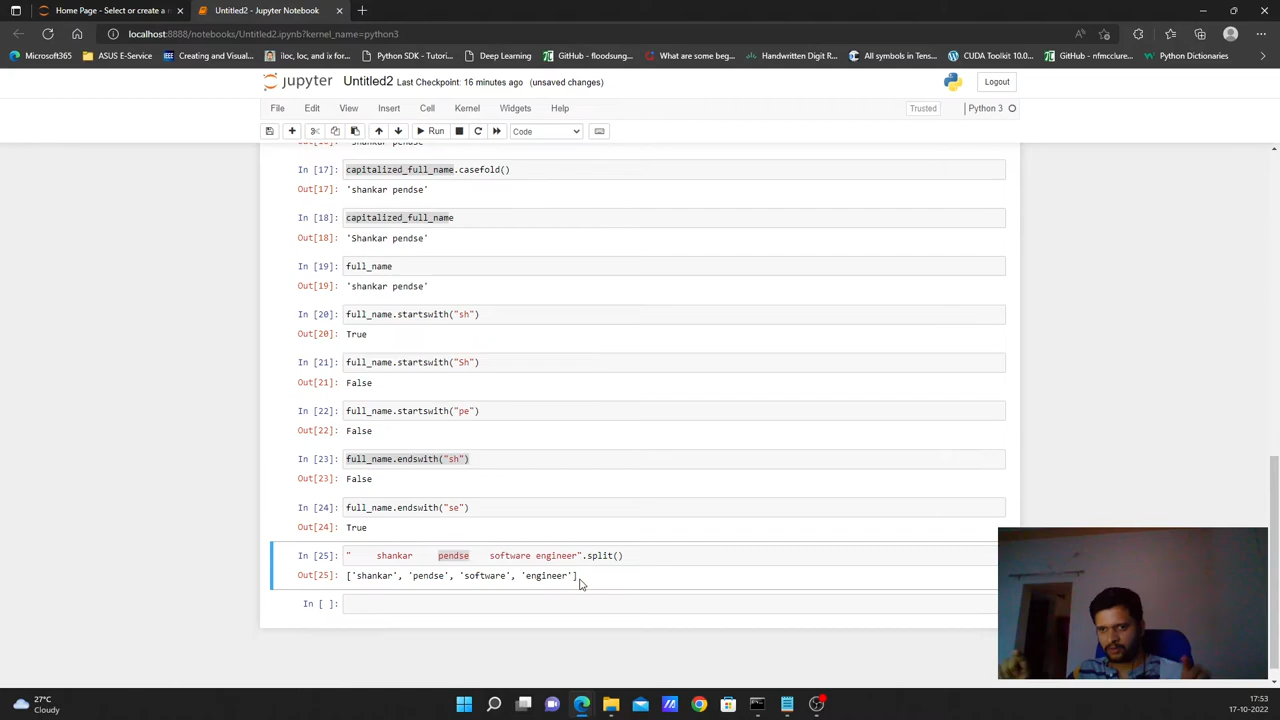 Home Page - Select or create a n
Untitled2 - Jupyter Notebook
localhost:8888/notebooks/Untitled2.ipynb?kernel_name=python3
Microsoft365
ASUS E-Service
Creating and Visual...
iloc, loc, and ix for...
Python SDK - Tutori...
Deep Learning
GitHub - floodsung...
What are some beg...
Handwritten Digit R...
All symbols in Tens...
CUDA Toolkit 10.0...
GitHub - nfmcclure...
Python Dictionaries
jupyter Untitled2 Last Checkpoint: 16 minutes ago (unsaved changes)
Logout
File Edit View Insert Cell Kernel Widgets Help
Trusted
Python 3
Run
Code
In [17]: capitalized_full_name.casefold()
Out[17]: 'shankar pendse'
In [18]: capitalized_full_name
Out[18]: 'Shankar pendse'
In [19]: full_name
Out[19]: 'shankar pendse'
In [20]: full_name.startswith("sh")
Out[20]: True
In [21]: full_name.startswith("Sh")
Out[21]: False
In [22]: full_name.startswith("pe")
Out[22]: False
In [23]: full_name.endswith("sh")
Out[23]: False
In [24]: full_name.endswith("se")
Out[24]: True
In [25]: "     shankar     pendse    software engineer".split()
Out[25]: ['shankar', 'pendse', 'software', 'engineer']
In [ ]:
27°C
Cloudy
17:53
17-10-2022